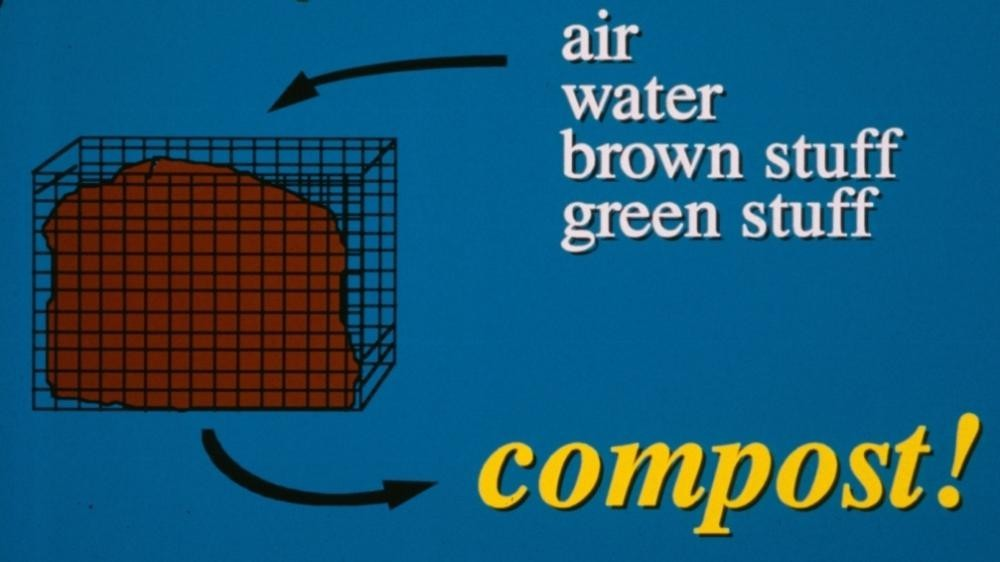 air
water
brown stuff
green stuff
compost!